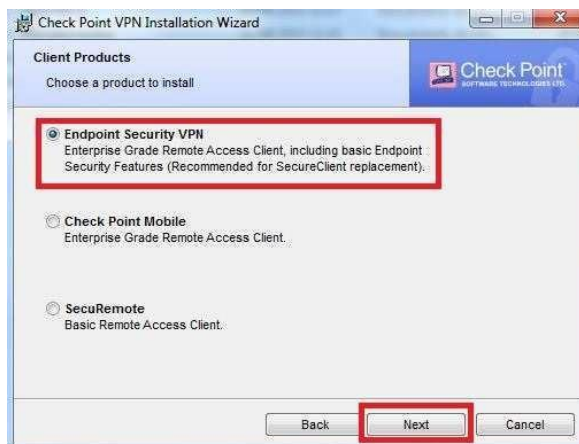 Check Point VPN Installation Wizard
Client Products
Choose a product to install
Check Point
SOFTWARE TECHNOLOGIES LTD.
Endpoint Security VPN
Enterprise Grade Remote Access Client, including basic Endpoint
Security Features (Recommended for SecureClient replacement).
Check Point Mobile
Enterprise Grade Remote Access Client.
SecuRemote
Basic Remote Access Client.
Back
Next
Cancel